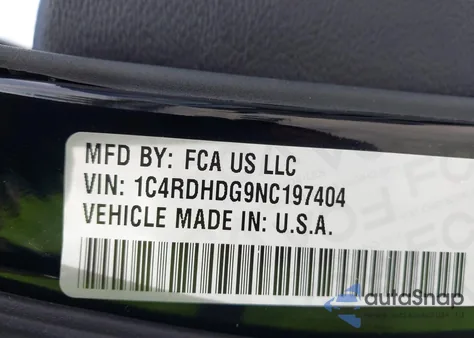 MFD BY: FCA US LLC
VIN: 1C4RDHDG9NC197404
VEHICLE MADE IN: U.S.A.
autoSnap